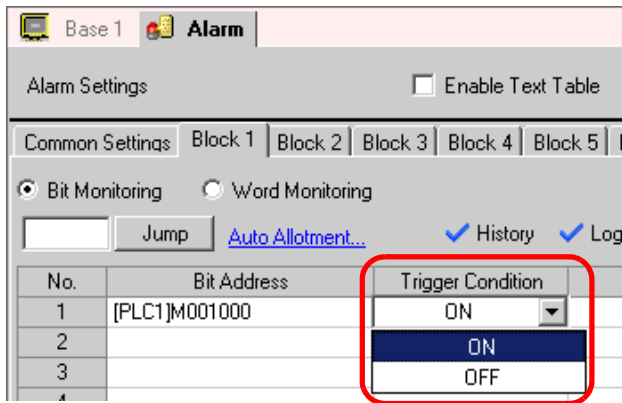 Base 1 Alarm
Alarm Settings Enable Text Table
Common Settings Block 1 Block 2 Block 3 Block 4 Block 5
Bit Monitoring Word Monitoring
Jump Auto Allotment... History Log
No. Bit Address Trigger Condition
1 [PLC1]M001000 ON
2 ON
3 OFF
4